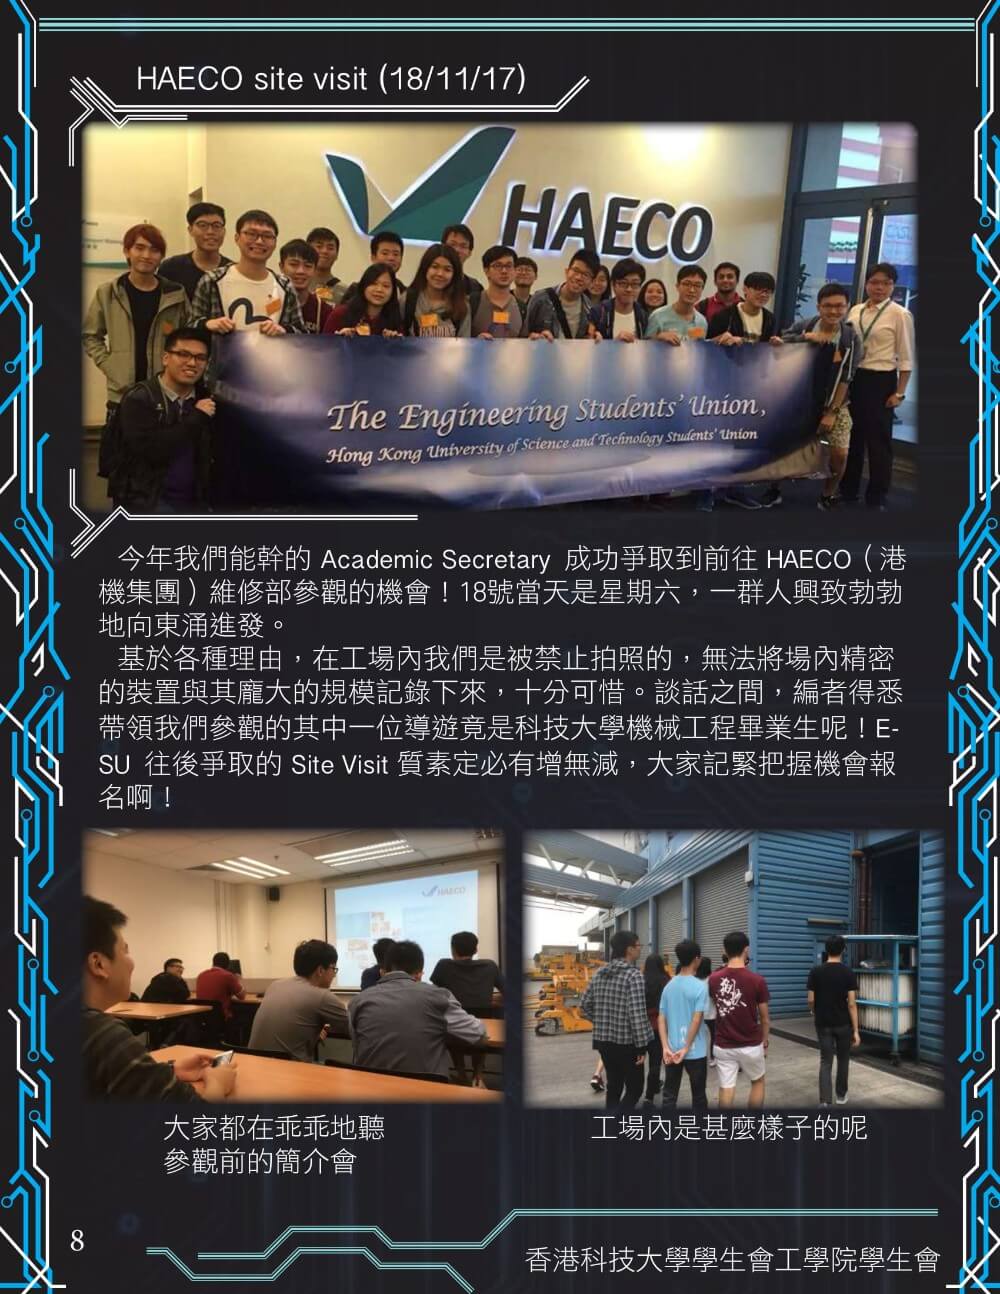 HAECO site visit (18/11/17)
HAECO
The Engineering Students' Union,
Hong Kong University of Science and Technology Students' Union
今年我們能幹的 Academic Secretary 成功爭取到前往 HAECO（港
機集團）維修部參觀的機會！18號當天是星期六，一群人興致勃勃
地向東涌進發。
基於各種理由，在工場內我們是被禁止拍照的，無法將場內精密
的裝置與其龐大的規模記錄下來，十分可惜。談話之間，編者得悉
帶領我們參觀的其中一位導遊竟是科技大學機械工程畢業生呢！E-
SU 往後爭取的 Site Visit 質素定必有增無減，大家記緊把握機會報
名啊！
HAECO
大家都在乖乖地聽
參觀前的簡介會
工場內是甚麼樣子的呢
8
香港科技大學學生會工學院學生會